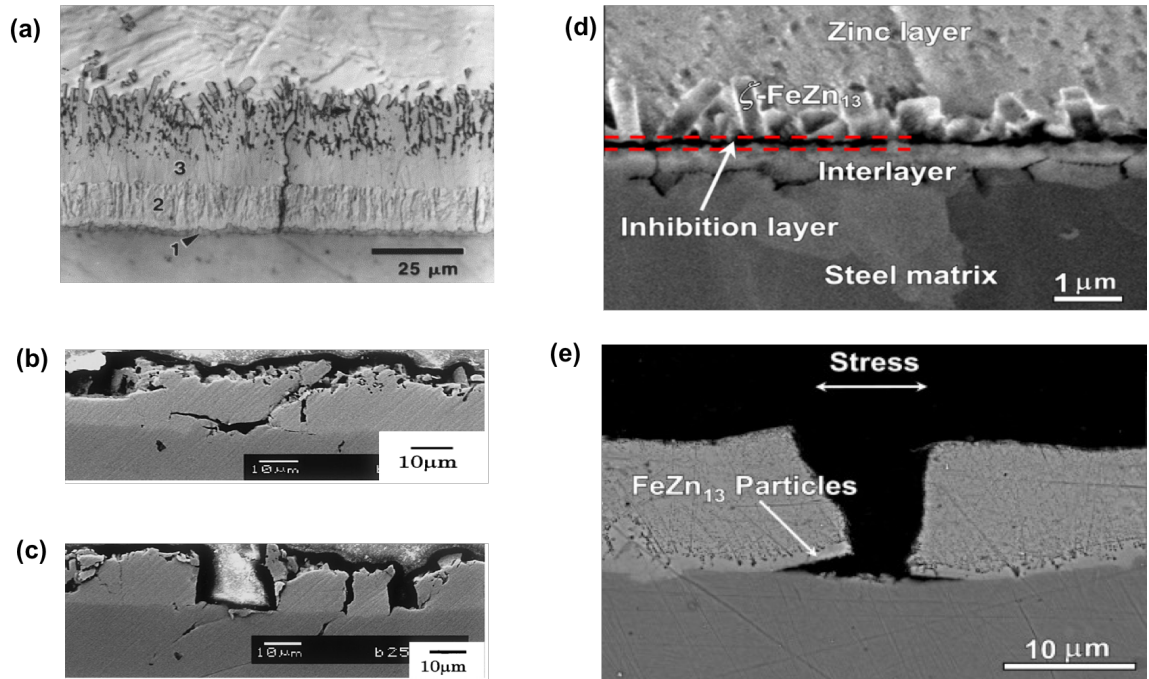 (a)
3
2
1
25 μm
(b)
10μm
10μm
(c)
10μm
b25
10μm
(d)
Zinc layer
ζ-FeZn13
Interlayer
Inhibition layer
Steel matrix
1 μm
(e)
Stress
FeZn13 Particles
10 μm